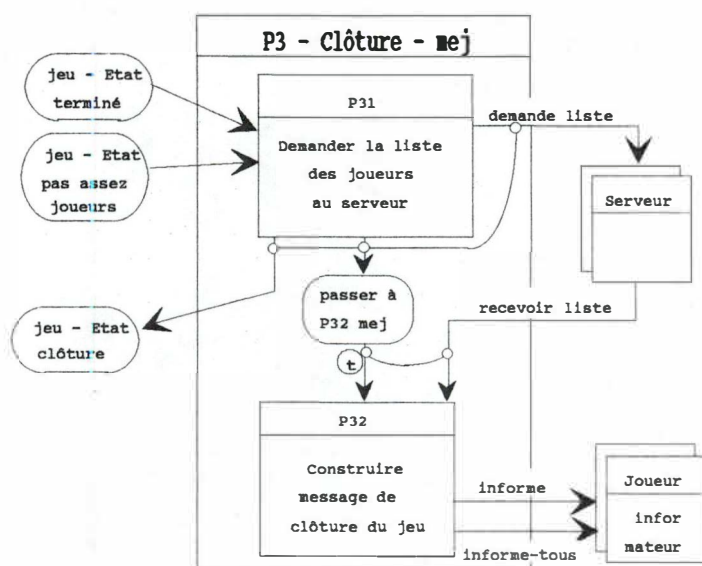 P3 - Clôture - mej
jeu - Etat
terminé
P31
demande liste
Demander la liste
des joueurs
au serveur
jeu - Etat
pas assez
joueurs
Serveur
passer à
P32 mej
recevoir liste
jeu - Etat
clôture
t
P32
Construire
message de
clôture du jeu
informe
informe-tous
Joueur
infor
mateur